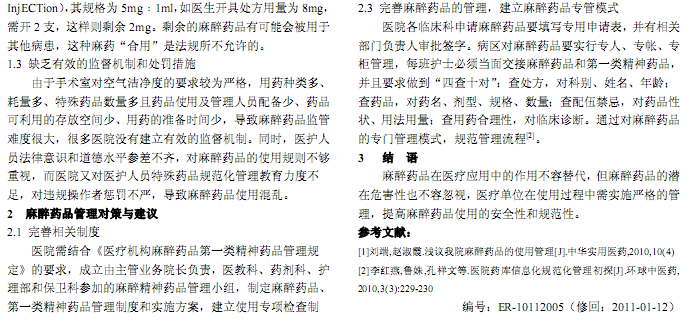 InjECTion)，其规格为 5mg：1ml,如医生开具处方用量为 8mg,
需开 2 支，这样则剩余 2mg。剩余的麻醉药品有可能会被用于
其他病患，这种麻药“合用”是法规所不允许的。
1.3 缺乏有效的监督机制和处罚措施
由于手术室对空气洁净度的要求较为严格，用药种类多、
耗量多、特殊药品数量多且药品使用及管理人员配备少、药品
可利用的存放空间少、用药的准备时间少，导致麻醉药品监管
难度很大，很多医院没有建立有效的监督机制。同时，医护人
员法律意识和道德水平参差不齐，对麻醉药品的使用规则不够
重视，而医院又对医护人员特殊药品规范化管理教育力度不
足，对违规操作者惩罚不严，导致麻醉药品使用混乱。
2 麻醉药品管理对策与建议
2.1 完善相关制度
医院需结合《医疗机构麻醉药品第一类精神药品管理规
定》的要求，成立由主管业务院长负责，医教科、药剂科、护
理部和保卫科参加的麻醉精神药品管理小组，制定麻醉药品、
第一类精神药品管理制度和实施方案，建立使用专项检查制
2.3 完善麻醉药品的管理，建立麻醉药品专管模式
医院各临床科申请麻醉药品要填写专用申请表，并有相关
部门负责人审批签字。病区对麻醉药品要实行专人、专帐、专
柜管理，每班护士必须当面交接麻醉药品和第一类精神药品，
并且要求做到“四查十对”：查处方，对科别、姓名、年龄；
查药品，对药名、剂型、规格、数量；查配伍禁忌，对药品性
状、用法用量；查用药合理性，对临床诊断。通过对麻醉药品
的专门管理模式，规范管理流程[2]。
3 结 语
麻醉药品在医疗应用中的作用不容替代，但麻醉药品的潜
在危害性也不容忽视，医疗单位在使用过程中需实施严格的管
理，提高麻醉药品使用的安全性和规范性。
参考文献：
[1]刘端,赵淑霞.浅议我院麻醉药品的使用管理[J].中华实用医药,2010,10(4)
[2]李红燕,鲁妹,孔祥文等.医院药库信息化规范化管理初探[J].环球中医药,
2010,3(3):229-230
编号：ER-10112005（修回：2011-01-12）